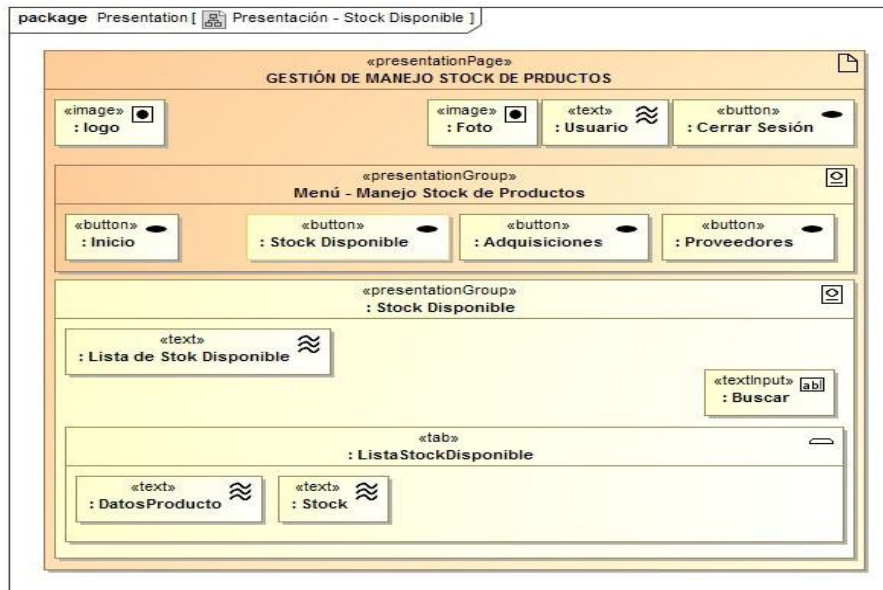 package Presentation [ Presentación - Stock Disponible ]
«presentationPage»
GESTIÓN DE MANEJO STOCK DE PRDUCTOS
«image»
: logo
«image»
: Foto
«text»
: Usuario
«button»
: Cerrar Sesión
«presentationGroup»
Menú - Manejo Stock de Productos
«button»
: Inicio
«button»
: Stock Disponible
«button»
: Adquisiciones
«button»
: Proveedores
«presentationGroup»
: Stock Disponible
«text»
: Lista de Stok Disponible
«textInput» abl
: Buscar
«tab»
: ListaStockDisponible
«text»
: DatosProducto
«text»
: Stock